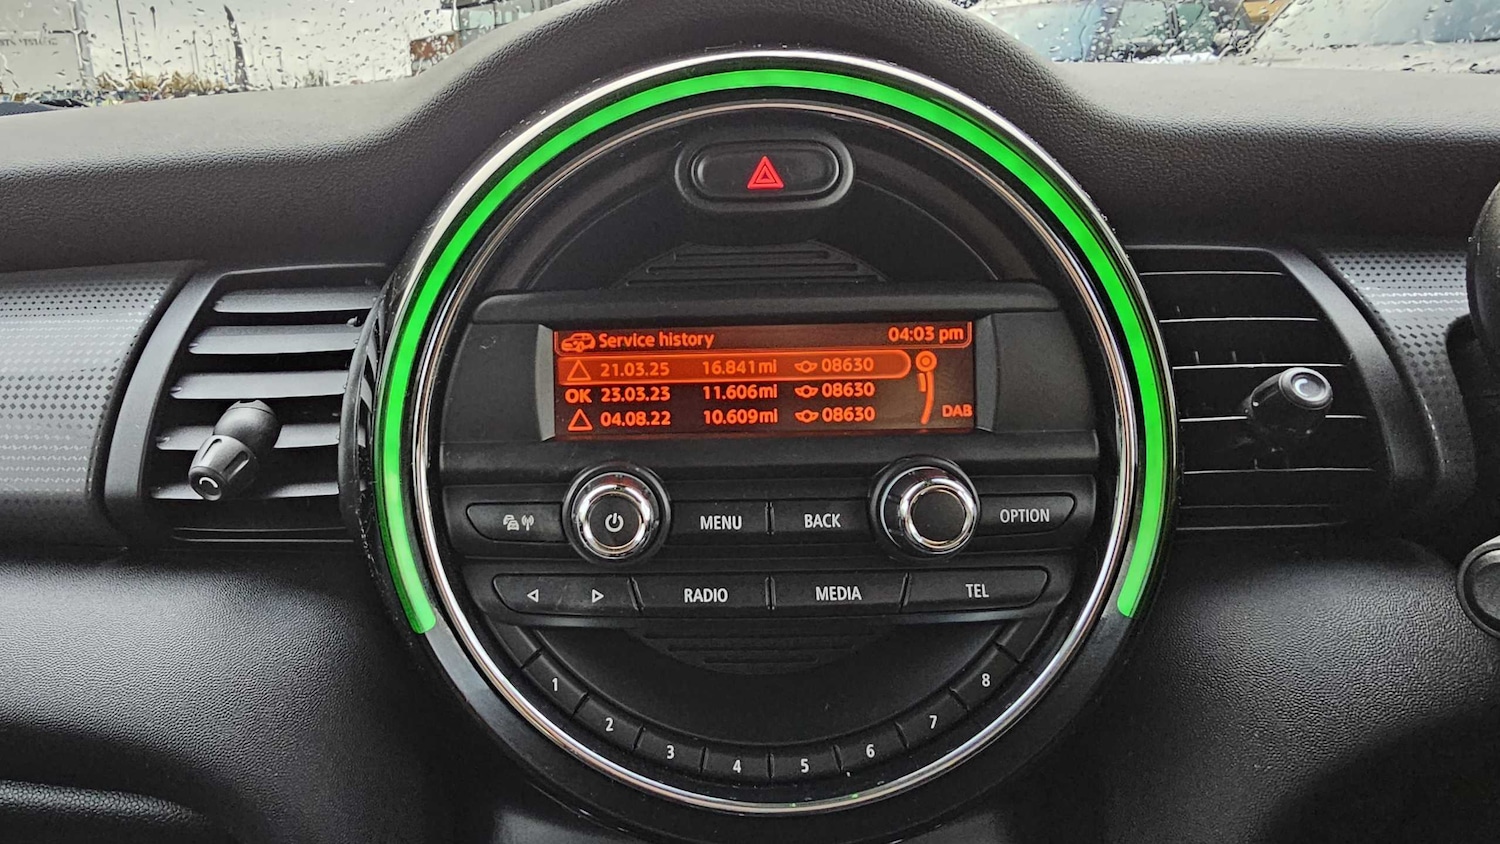 Service history 04:03 pm
21.03.25 16.841mi 08630
OK 23.03.23 11.606mi 08630
04.08.22 10.609mi 08630
DAB
MENU BACK OPTION
RADIO MEDIA TEL
1 2 3 4 5 6 7 8